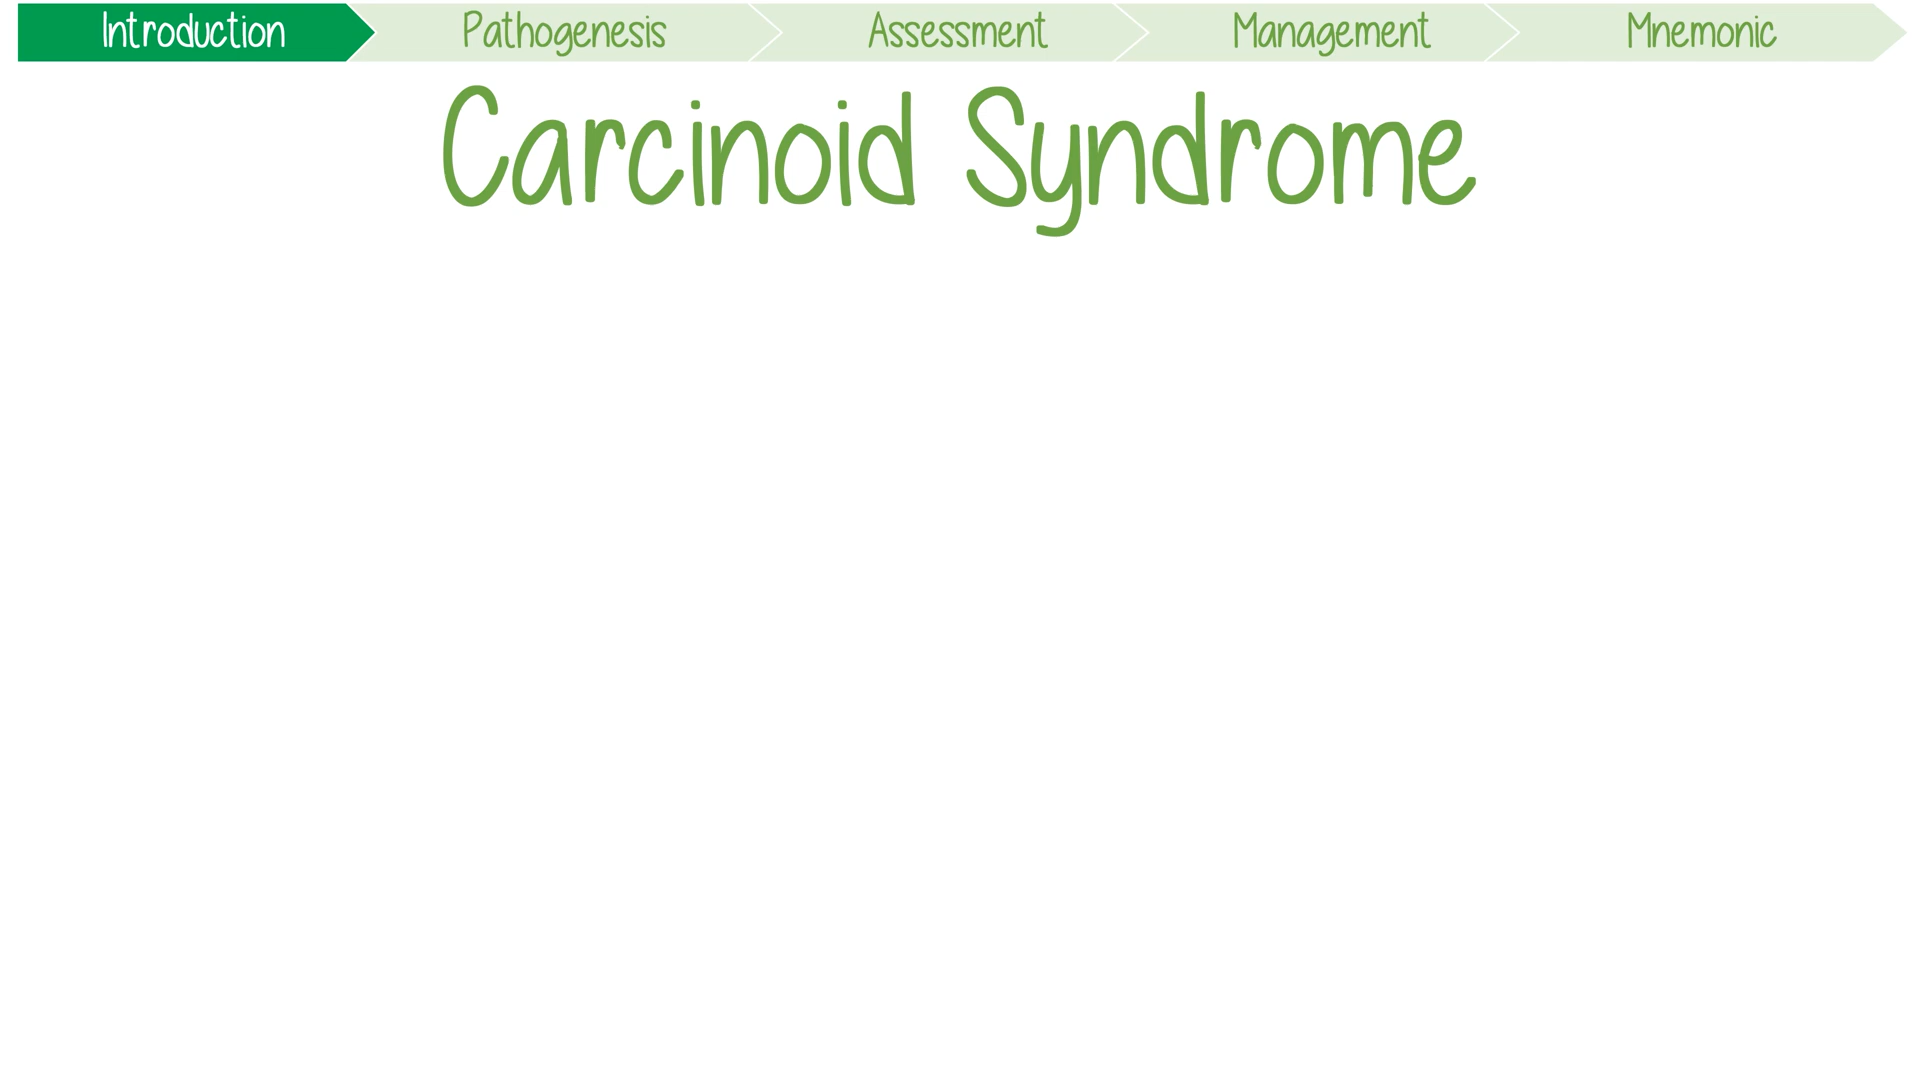 Introduction Pathogenesis Assessment Management Mnemonic
Carcinoid Syndrome